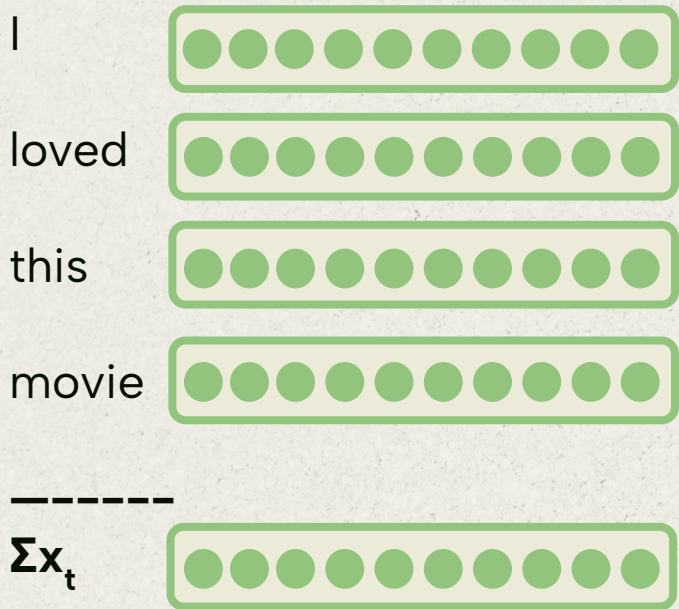 I
loved
this
movie
—-----
Σxₜ